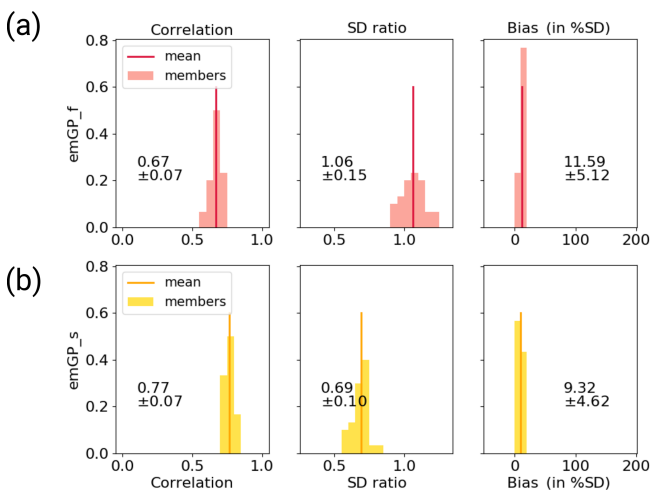 (a)
Correlation
SD ratio
Bias (in %SD)
emGP_f
0.8
0.6
0.4
0.2
0.0
mean
members
0.67
±0.07
1.06
±0.15
11.59
±5.12
0.0 0.5 1.0
0.5 1.0
0 100 200
(b)
emGP_s
0.8
0.6
0.4
0.2
0.0
mean
members
0.77
±0.07
0.69
±0.10
9.32
±4.62
0.0 0.5 1.0
0.5 1.0
0 100 200
Correlation
SD ratio
Bias (in %SD)